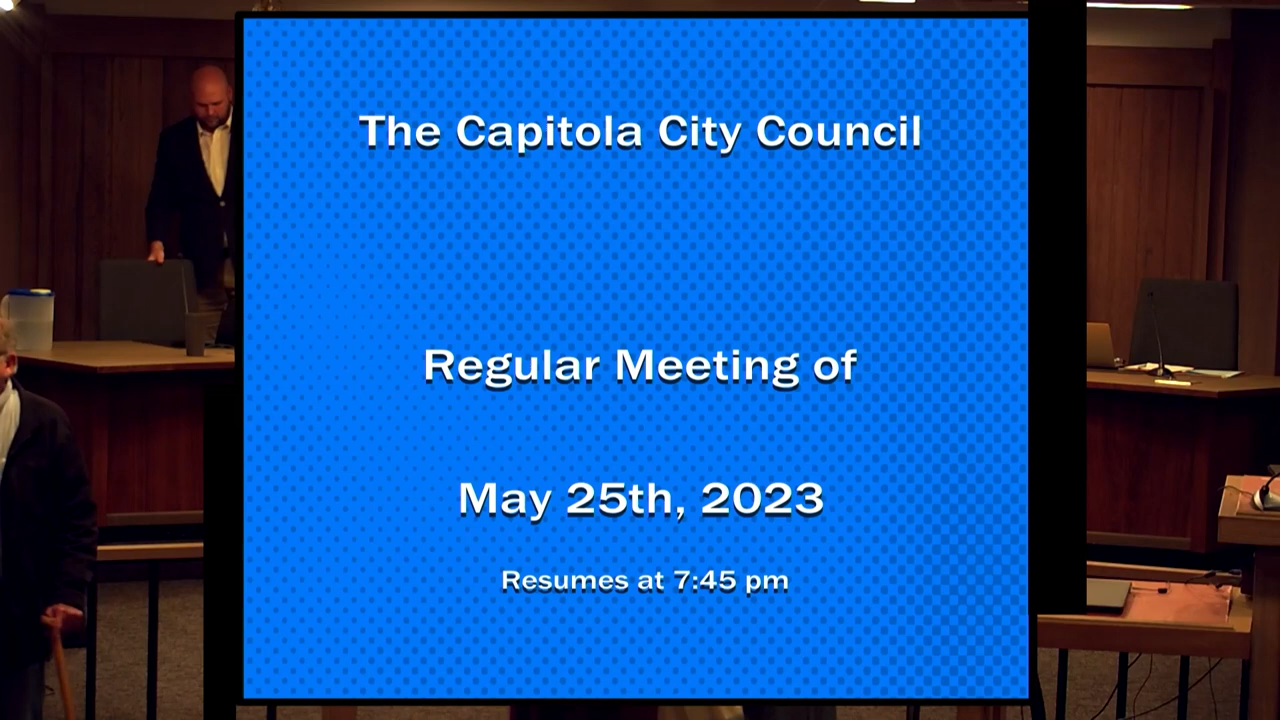 The Capitola City Council
Regular Meeting of
May 25th, 2023
Resumes at 7:45 pm